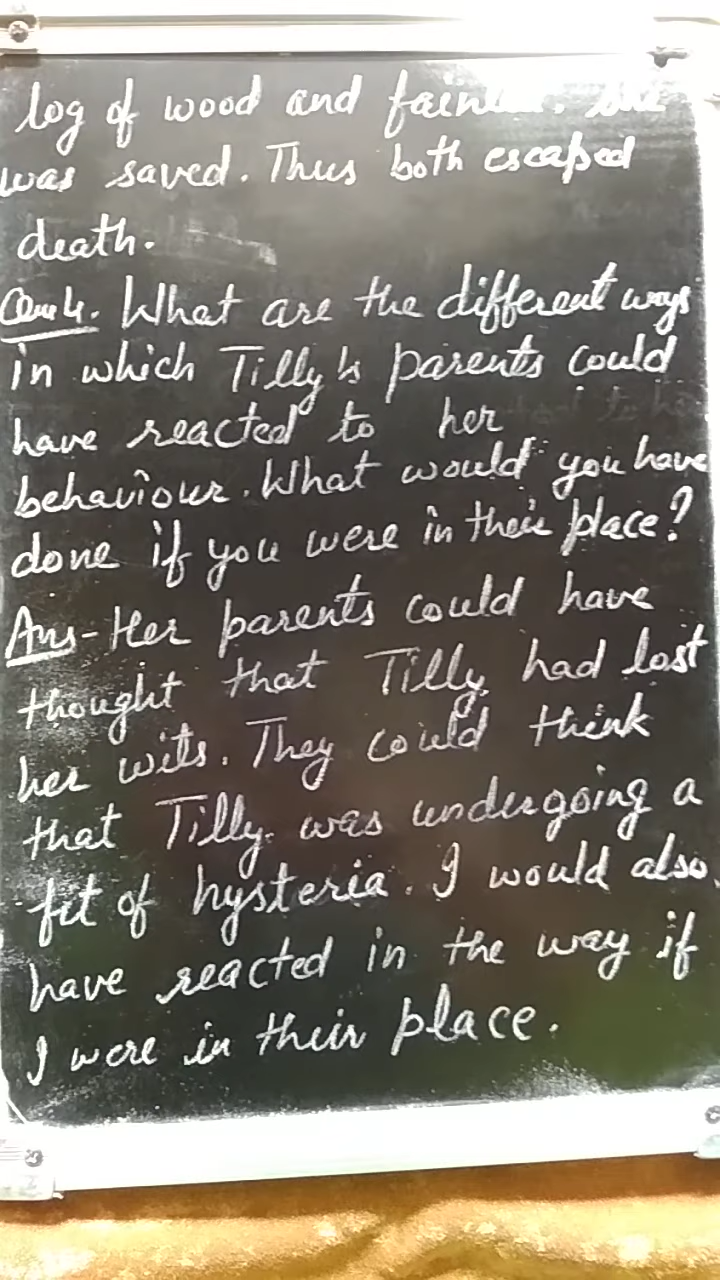 log of wood and
was saved. Thus both escaped
death.
Ques 4. What are the different ways
in which Tilly's parents could
have reacted to her
behaviour. What would you have
done if you were in their place?
Ans - Her parents could have
thought that Tilly had lost
her wits. They could think
that Tilly was undergoing a
fit of hysteria. I would also
have reacted in the way if
I were in their place.